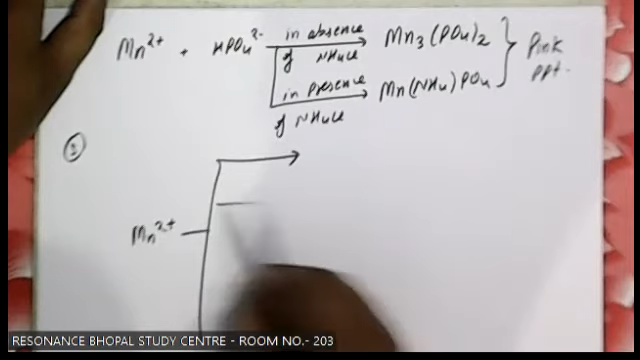 Mn²⁺ + HPO₄²⁻ in absence of NH₄Cl → Mn₃(PO₄)₂ } Pink ppt.
in presence of NH₄Cl → Mn(NH₄)PO₄
②
Mn²⁺
RESONANCE BHOPAL STUDY CENTRE - ROOM NO.- 203